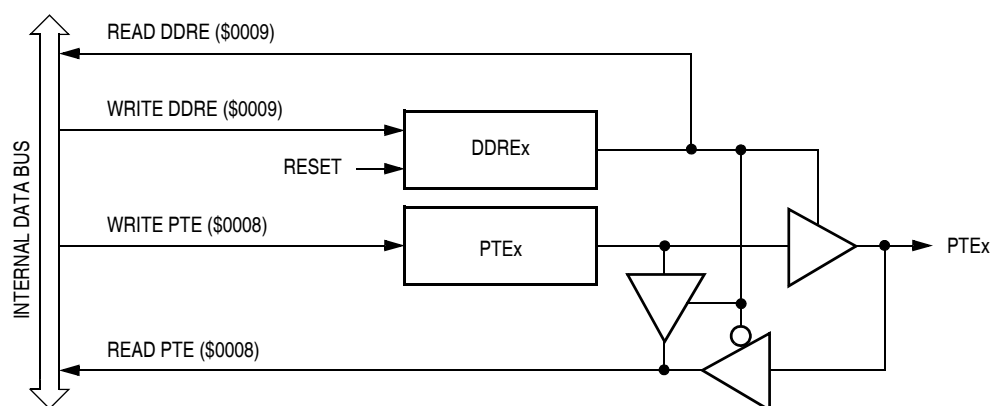 READ DDRE ($0009)
WRITE DDRE ($0009)
DDREx
RESET
WRITE PTE ($0008)
PTEx
PTEx
READ PTE ($0008)
INTERNAL DATA BUS